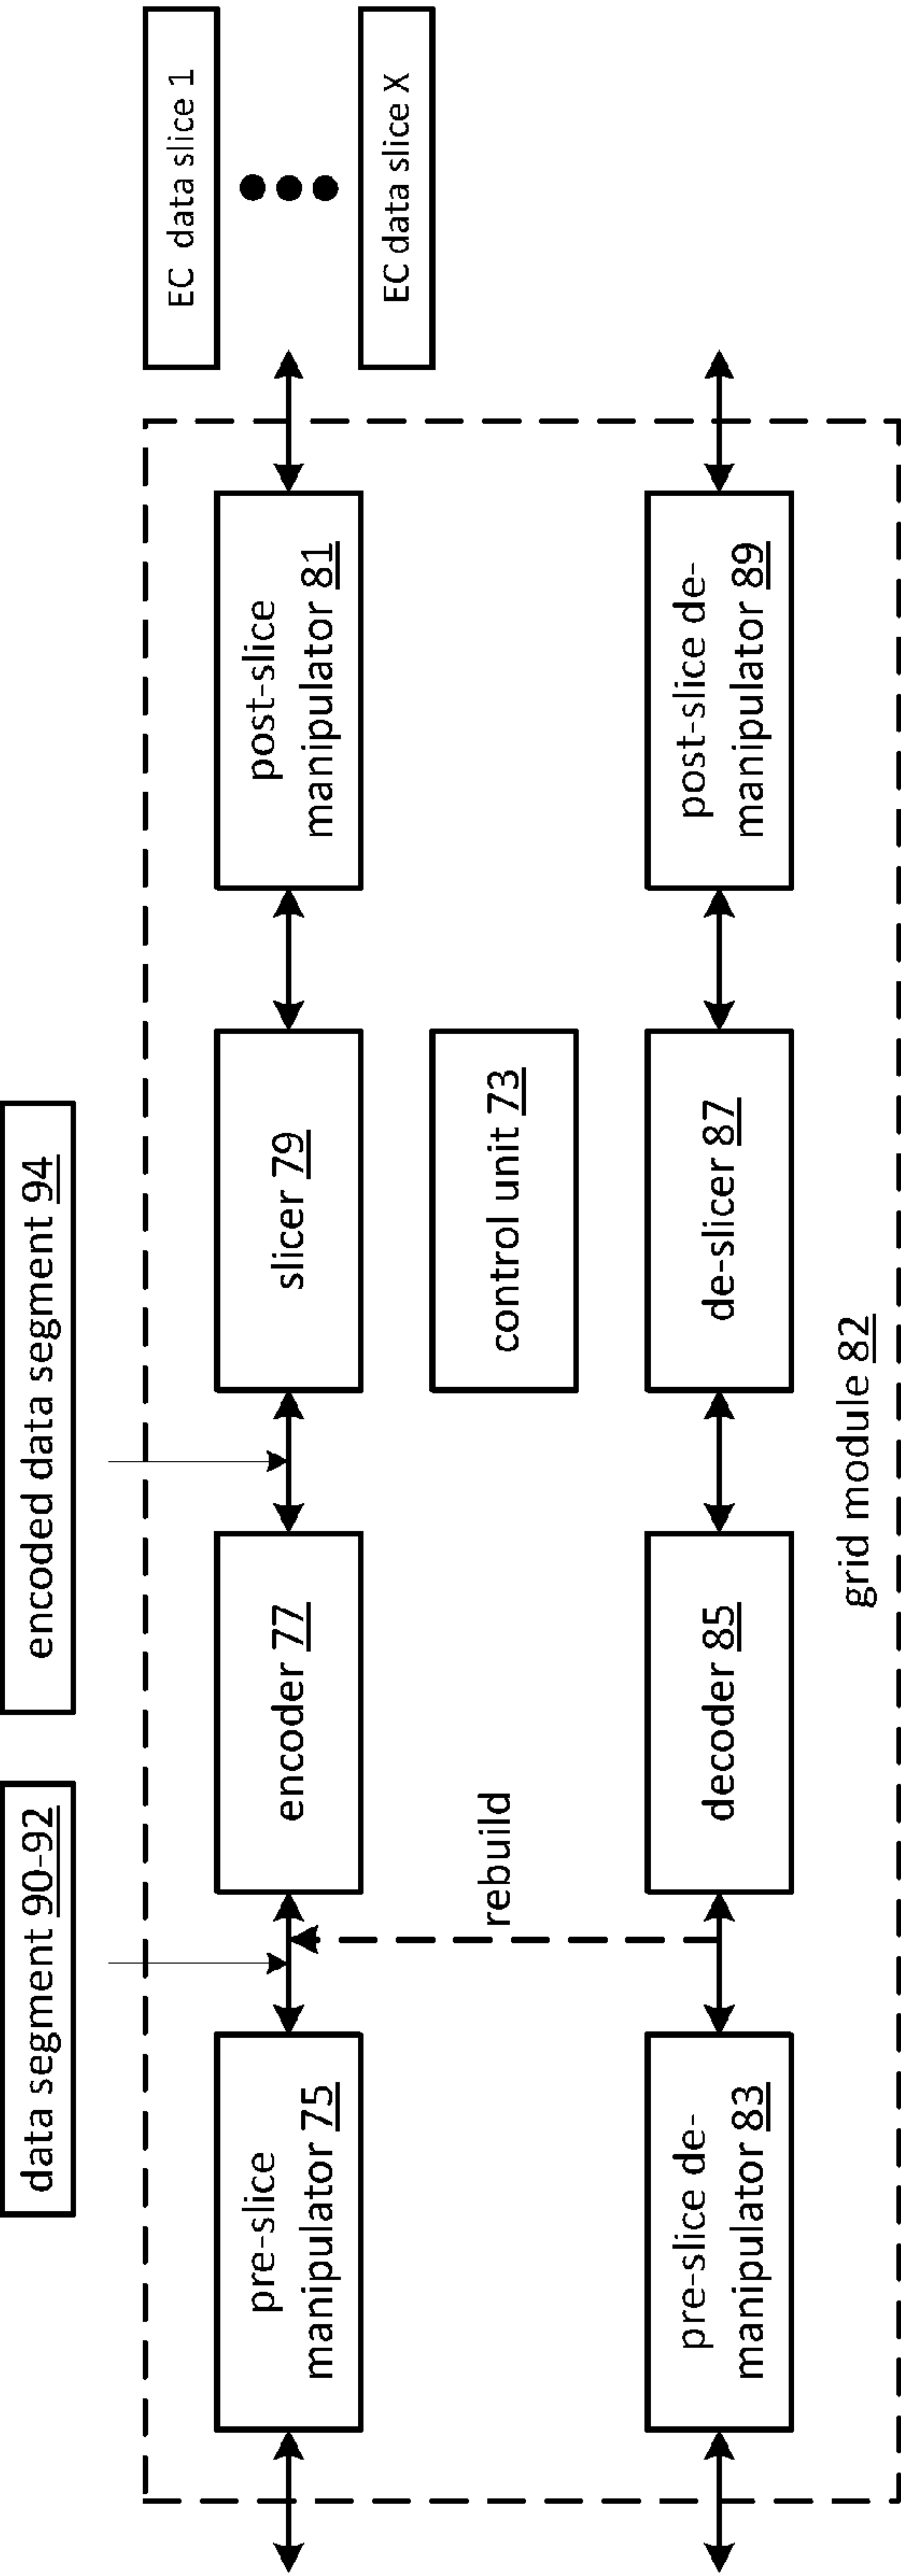 data segment 90-92
encoded data segment 94
EC data slice 1
EC data slice X
pre-slice
manipulator 75
encoder 77
slicer 79
post-slice
manipulator 81
rebuild
control unit 73
pre-slice de-
manipulator 83
decoder 85
de-slicer 87
post-slice de-
manipulator 89
grid module 82